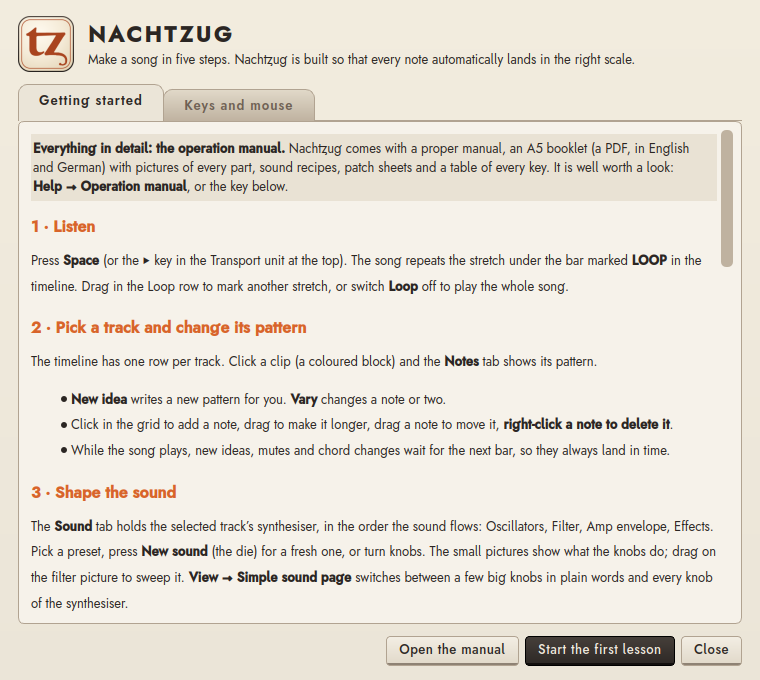 tz
NACHTZUG
Make a song in five steps. Nachtzug is built so that every note automatically lands in the right scale.
Getting started
Keys and mouse
Everything in detail: the operation manual. Nachtzug comes with a proper manual, an A5 booklet (a PDF, in English
and German) with pictures of every part, sound recipes, patch sheets and a table of every key. It is well worth a look:
Help → Operation manual, or the key below.
1 · Listen
Press Space (or the ▸ key in the Transport unit at the top). The song repeats the stretch under the bar marked LOOP in the
timeline. Drag in the Loop row to mark another stretch, or switch Loop off to play the whole song.
2 · Pick a track and change its pattern
The timeline has one row per track. Click a clip (a coloured block) and the Notes tab shows its pattern.
• New idea writes a new pattern for you. Vary changes a note or two.
• Click in the grid to add a note, drag to make it longer, drag a note to move it, right-click a note to delete it.
• While the song plays, new ideas, mutes and chord changes wait for the next bar, so they always land in time.
3 · Shape the sound
The Sound tab holds the selected track’s synthesiser, in the order the sound flows: Oscillators, Filter, Amp envelope, Effects.
Pick a preset, press New sound (the die) for a fresh one, or turn knobs. The small pictures show what the knobs do; drag on
the filter picture to sweep it. View → Simple sound page switches between a few big knobs in plain words and every knob
of the synthesiser.
Open the manual
Start the first lesson
Close